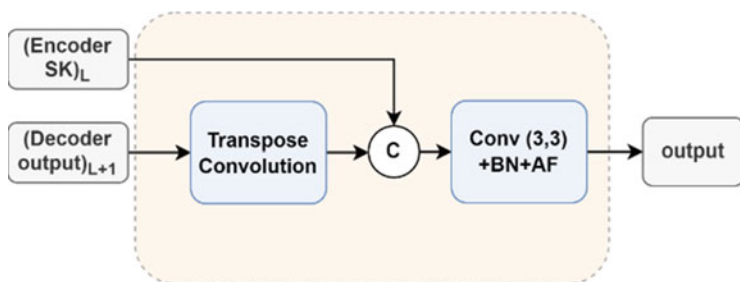 (Encoder
SK)L
(Decoder
output)L+1
Transpose
Convolution
C
Conv (3,3)
+BN+AF
output